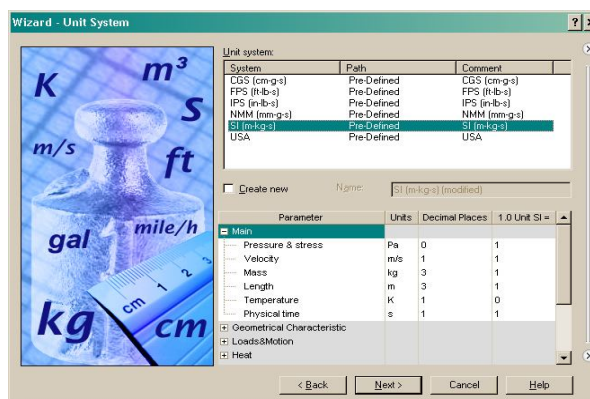 Wizard - Unit System
K
m³
S
m/s
ft
gal
mile/h
cm 1 2 3
kg
cm
Unit system:
System Path Comment
CGS (cm-g-s) Pre-Defined CGS (cm-g-s)
FPS (ft-lb-s) Pre-Defined FPS (ft-lb-s)
IPS (in-lb-s) Pre-Defined IPS (in-lb-s)
NMM (mm-g-s) Pre-Defined NMM (mm-g-s)
SI (m-kg-s) Pre-Defined SI (m-kg-s)
USA Pre-Defined USA
Create new Name: SI (m-kg-s) (modified)
Parameter Units Decimal Places 1.0 Unit SI =
Main
Pressure & stress Pa 0 1
Velocity m/s 1 1
Mass kg 3 1
Length m 3 1
Temperature K 1 0
Physical time s 1 1
Geometrical Characteristic
Loads&Motion
Heat
< Back Next > Cancel Help